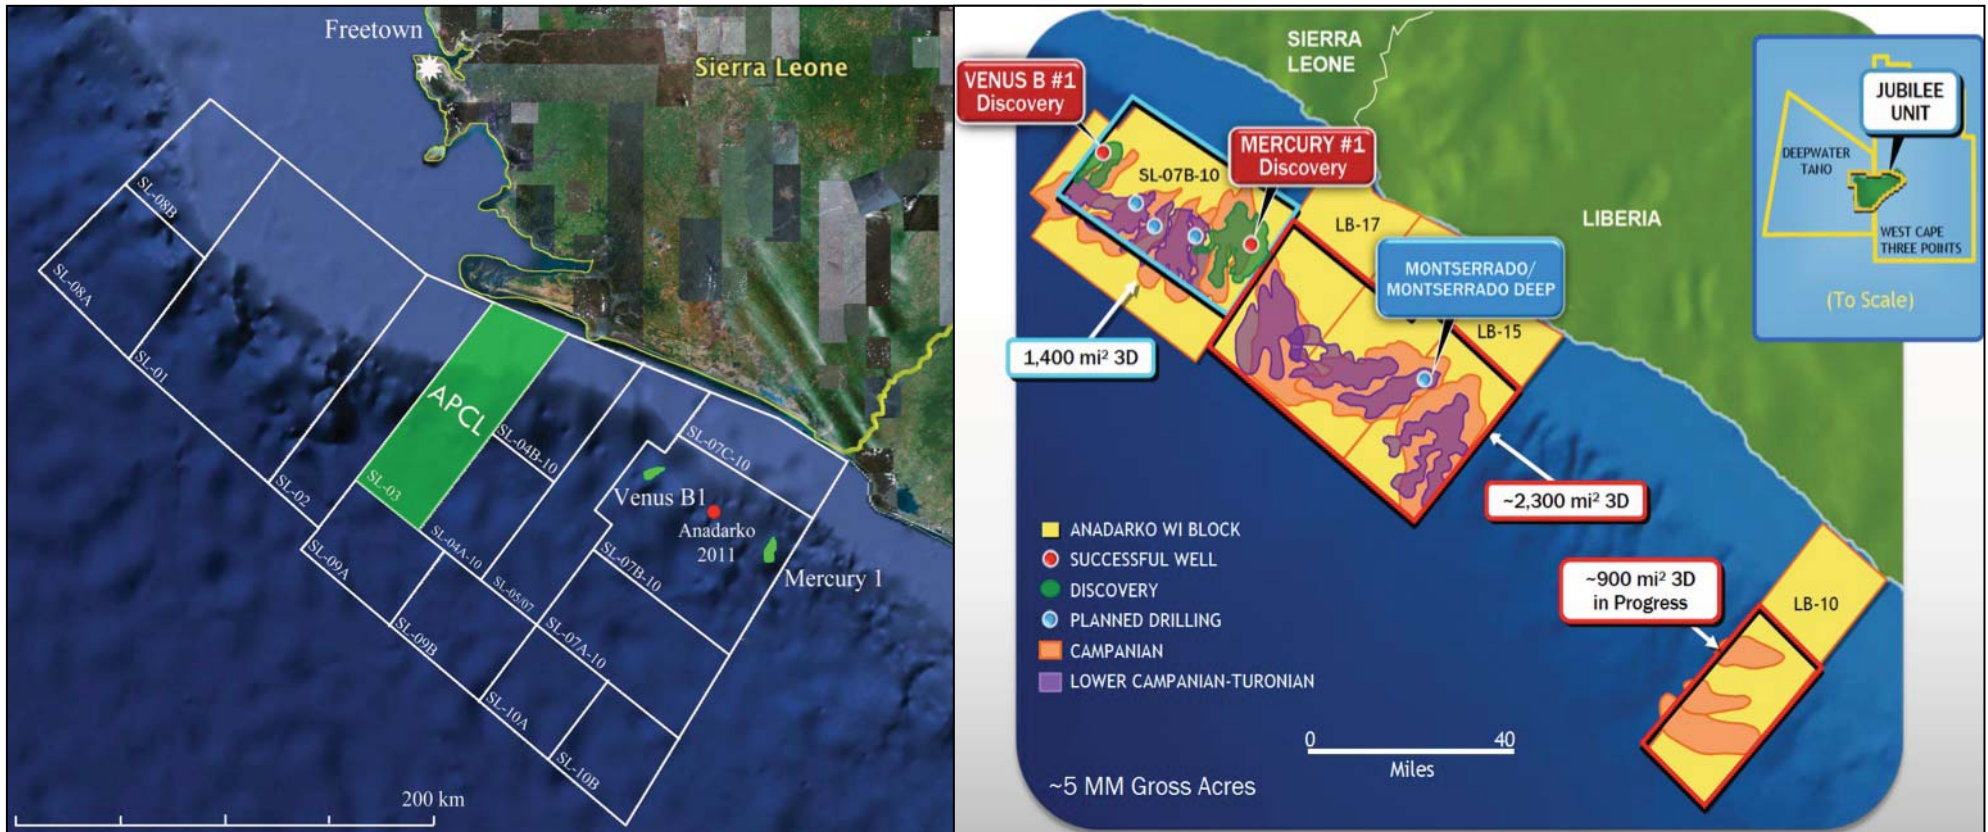 Freetown
Sierra Leone
SL-08B
SL-08A
SL-01
SL-02
APCL
SL-03
SL-04B-10
SL-04A-10
SL-05/07
SL-07C-10
Venus B1
Anadarko
2011
Mercury 1
SL-07B-10
SL-07A-10
SL-09A
SL-09B
SL-10A
SL-10B
200 km
SIERRA
LEONE
VENUS B #1
Discovery
MERCURY #1
Discovery
SL-07B-10
LB-17
LIBERIA
MONTSERRADO/
MONTSERRADO DEEP
LB-15
1,400 mi² 3D
~2,300 mi² 3D
~900 mi² 3D
in Progress
LB-10
JUBILEE
UNIT
DEEPWATER
TANO
WEST CAPE
THREE POINTS
(To Scale)
ANADARKO WI BLOCK
SUCCESSFUL WELL
DISCOVERY
PLANNED DRILLING
CAMPANIAN
LOWER CAMPANIAN-TURONIAN
0 40
Miles
~5 MM Gross Acres